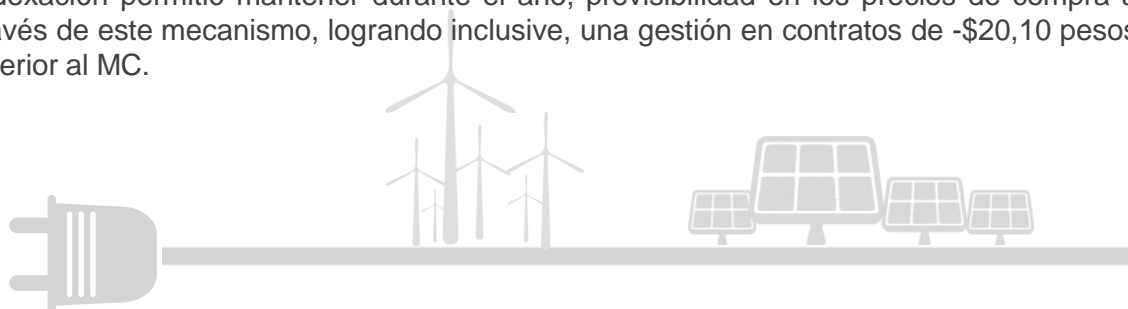 dexación permitió mantener durante el año, previsibilidad en los precios de compra a
avés de este mecanismo, logrando inclusive, una gestión en contratos de -$20,10 pesos
erior al MC.